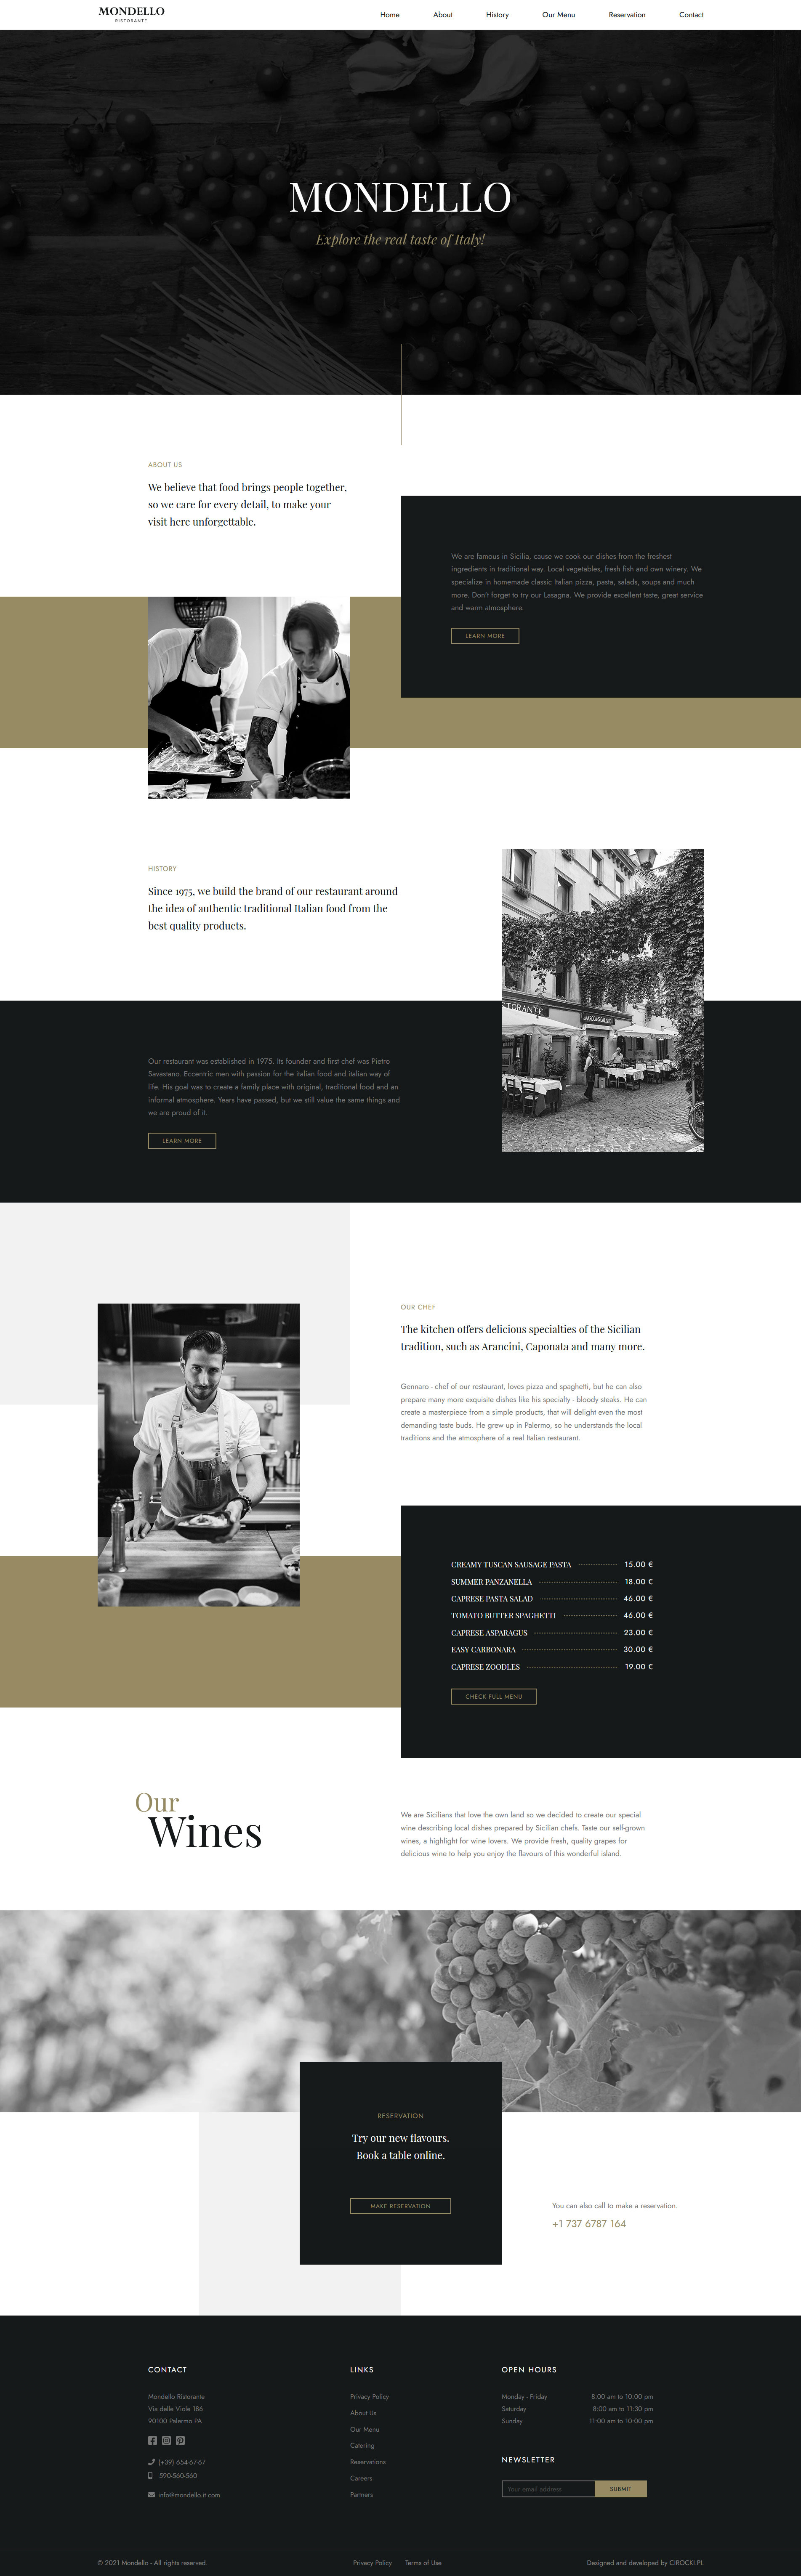 MONDELLO
RISTORANTE
Home About History Our Menu Reservation Contact
MONDELLO
Explore the real taste of Italy!
ABOUT US
We believe that food brings people together,
so we care for every detail, to make your
visit here unforgettable.
We are famous in Sicilia, cause we cook our dishes from the freshest
ingredients in traditional way. Local vegetables, fresh fish and own winery. We
specialize in homemade classic Italian pizza, pasta, salads, soups and much
more. Don't forget to try our Lasagna. We provide excellent taste, great service
and warm atmosphere.
LEARN MORE
HISTORY
Since 1975, we build the brand of our restaurant around
the idea of authentic traditional Italian food from the
best quality products.
STORANTE
Our restaurant was established in 1975. Its founder and first chef was Pietro
Savastano. Eccentric men with passion for the italian food and italian way of
life. His goal was to create a family place with original, traditional food and an
informal atmosphere. Years have passed, but we still value the same things and
we are proud of it.
LEARN MORE
OUR CHEF
The kitchen offers delicious specialties of the Sicilian
tradition, such as Arancini, Caponata and many more.
Gennaro - chef of our restaurant, loves pizza and spaghetti, but he can also
prepare many more exquisite dishes like his specialty - bloody steaks. He can
create a masterpiece from a simple products, that will delight even the most
demanding taste buds. He grew up in Palermo, so he understands the local
traditions and the atmosphere of a real Italian restaurant.
CREAMY TUSCAN SAUSAGE PASTA 15.00 €
SUMMER PANZANELLA 18.00 €
CAPRESE PASTA SALAD 46.00 €
TOMATO BUTTER SPAGHETTI 46.00 €
CAPRESE ASPARAGUS 23.00 €
EASY CARBONARA 30.00 €
CAPRESE ZOODLES 19.00 €
CHECK FULL MENU
Our
Wines
We are Sicilians that love the own land so we decided to create our special
wine describing local dishes prepared by Sicilian chefs. Taste our self-grown
wines, a highlight for wine lovers. We provide fresh, quality grapes for
delicious wine to help you enjoy the flavours of this wonderful island.
RESERVATION
Try our new flavours.
Book a table online.
MAKE RESERVATION
You can also call to make a reservation.
+1 737 6787 164
CONTACT
Mondello Ristorante
Via delle Viole 186
90100 Palermo PA
(+39) 654-67-67
590-560-560
info@mondello.it.com
LINKS
Privacy Policy
About Us
Our Menu
Catering
Reservations
Careers
Partners
OPEN HOURS
Monday - Friday 8:00 am to 10:00 pm
Saturday 8:00 am to 11:30 pm
Sunday 11:00 am to 10:00 pm
NEWSLETTER
Your email address SUBMIT
© 2021 Mondello - All rights reserved. Privacy Policy Terms of Use Designed and developed by CIROCKI.PL